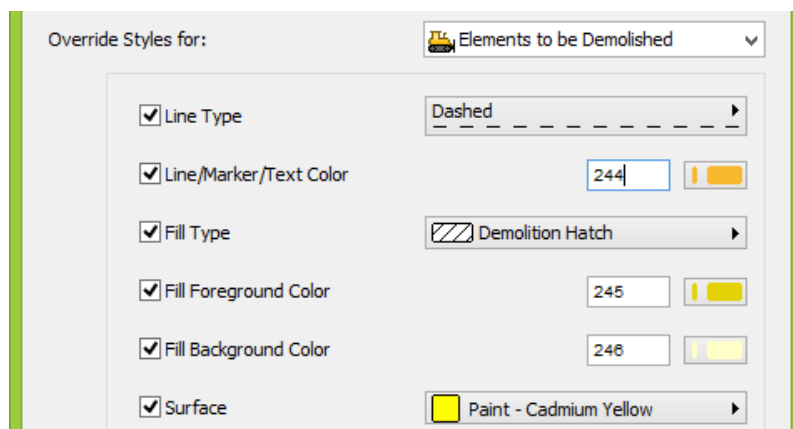 Override Styles for:
Elements to be Demolished
Line Type
Dashed
Line/Marker/Text Color
244
Fill Type
Demolition Hatch
Fill Foreground Color
245
Fill Background Color
246
Surface
Paint - Cadmium Yellow